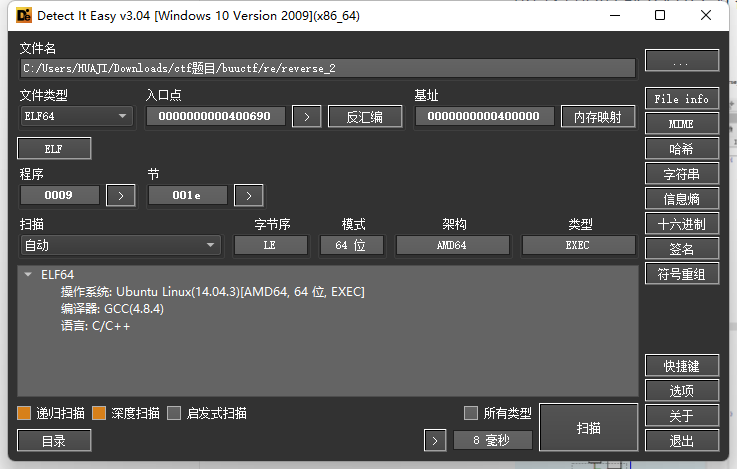 Detect It Easy v3.04 [Windows 10 Version 2009](x86_64)
文件名
C:/Users/HUAJI/Downloads/ctf题目/buuctf/re/reverse_2
...
文件类型 入口点 基址
ELF64 0000000000400690 > 反汇编 0000000000400000 内存映射
File info
MIME
ELF
哈希
程序 节
字符串
0009 > 001e >
信息熵
扫描 字节序 模式 架构 类型
十六进制
自动 LE 64 位 AMD64 EXEC
签名
符号重组
ELF64
操作系统: Ubuntu Linux(14.04.3)[AMD64, 64 位, EXEC]
编译器: GCC(4.8.4)
语言: C/C++
快捷键
选项
递归扫描 深度扫描 启发式扫描 所有类型 扫描
关于
目录 > 8 毫秒
退出